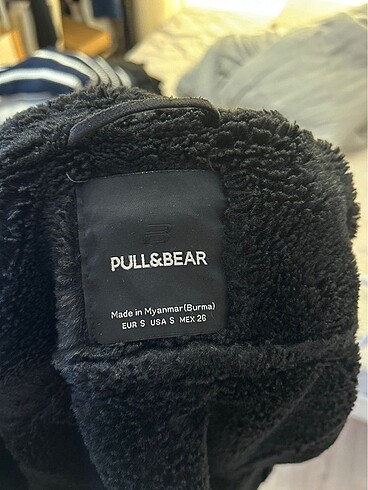 PULL&BEAR
Made in Myanmar(Burma)
EUR S USA S MEX 26